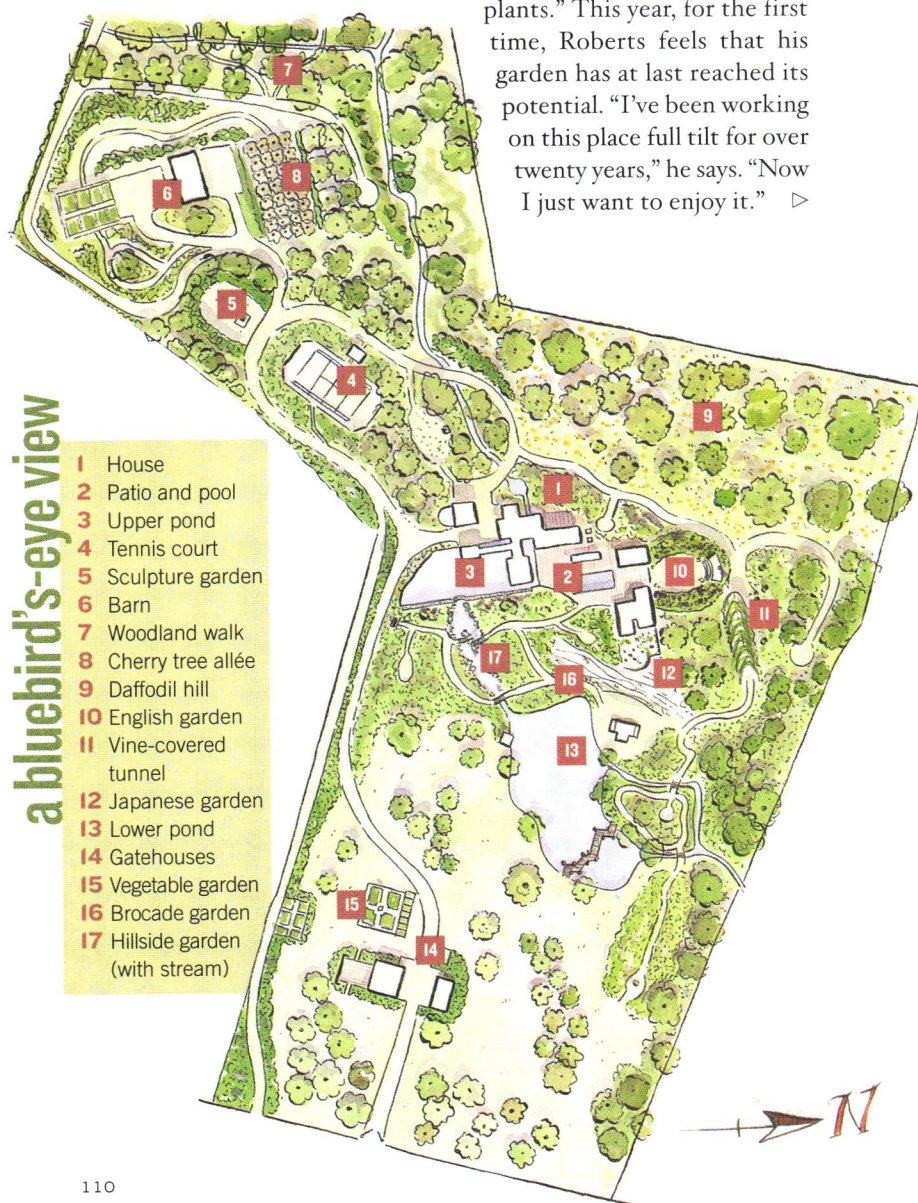 plants.” This year, for the first
time, Roberts feels that his
garden has at last reached its
potential. “I’ve been working
on this place full tilt for over
twenty years,” he says. “Now
I just want to enjoy it.” ▷
a bluebird’s-eye view
1 House
2 Patio and pool
3 Upper pond
4 Tennis court
5 Sculpture garden
6 Barn
7 Woodland walk
8 Cherry tree allée
9 Daffodil hill
10 English garden
11 Vine-covered
tunnel
12 Japanese garden
13 Lower pond
14 Gatehouses
15 Vegetable garden
16 Brocade garden
17 Hillside garden
(with stream)
7
8
6
5
4
9
1
3
2
10
11
17
16
12
13
15
14
N
110